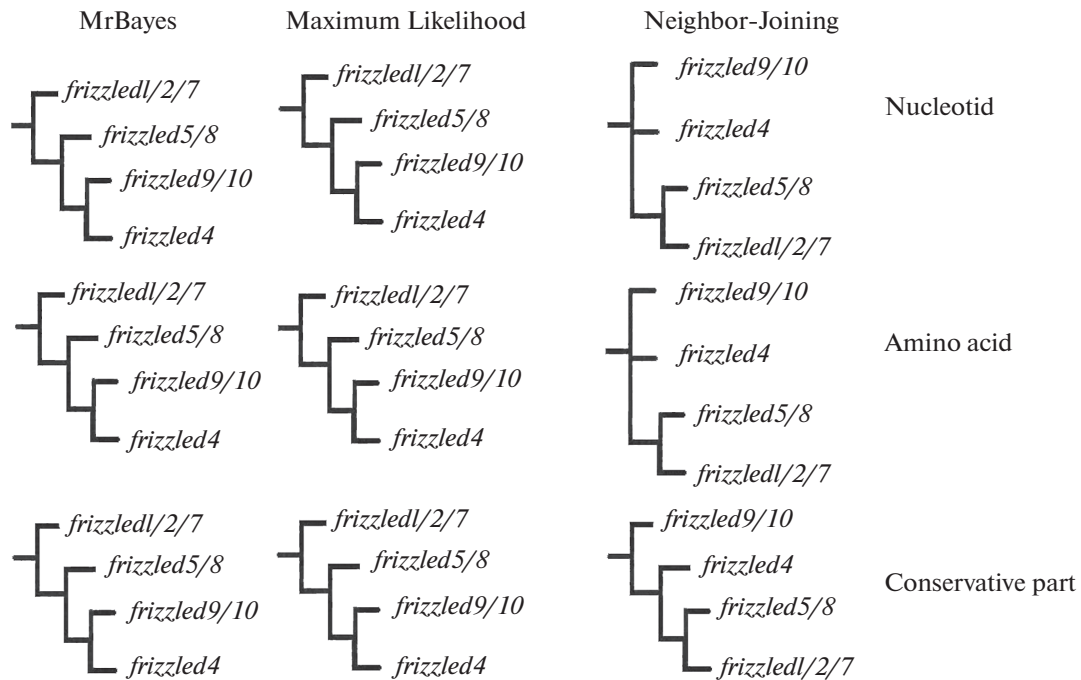 MrBayes
Maximum Likelihood
Neighbor-Joining
frizzledl/2/7
frizzled5/8
frizzled9/10
frizzled4
frizzledl/2/7
frizzled5/8
frizzled9/10
frizzled4
frizzled9/10
frizzled4
frizzled5/8
frizzledl/2/7
Nucleotid
frizzledl/2/7
frizzled5/8
frizzled9/10
frizzled4
frizzledl/2/7
frizzled5/8
frizzled9/10
frizzled4
frizzled9/10
frizzled4
frizzled5/8
frizzledl/2/7
Amino acid
frizzledl/2/7
frizzled5/8
frizzled9/10
frizzled4
frizzledl/2/7
frizzled5/8
frizzled9/10
frizzled4
frizzled9/10
frizzled4
frizzled5/8
frizzledl/2/7
Conservative part